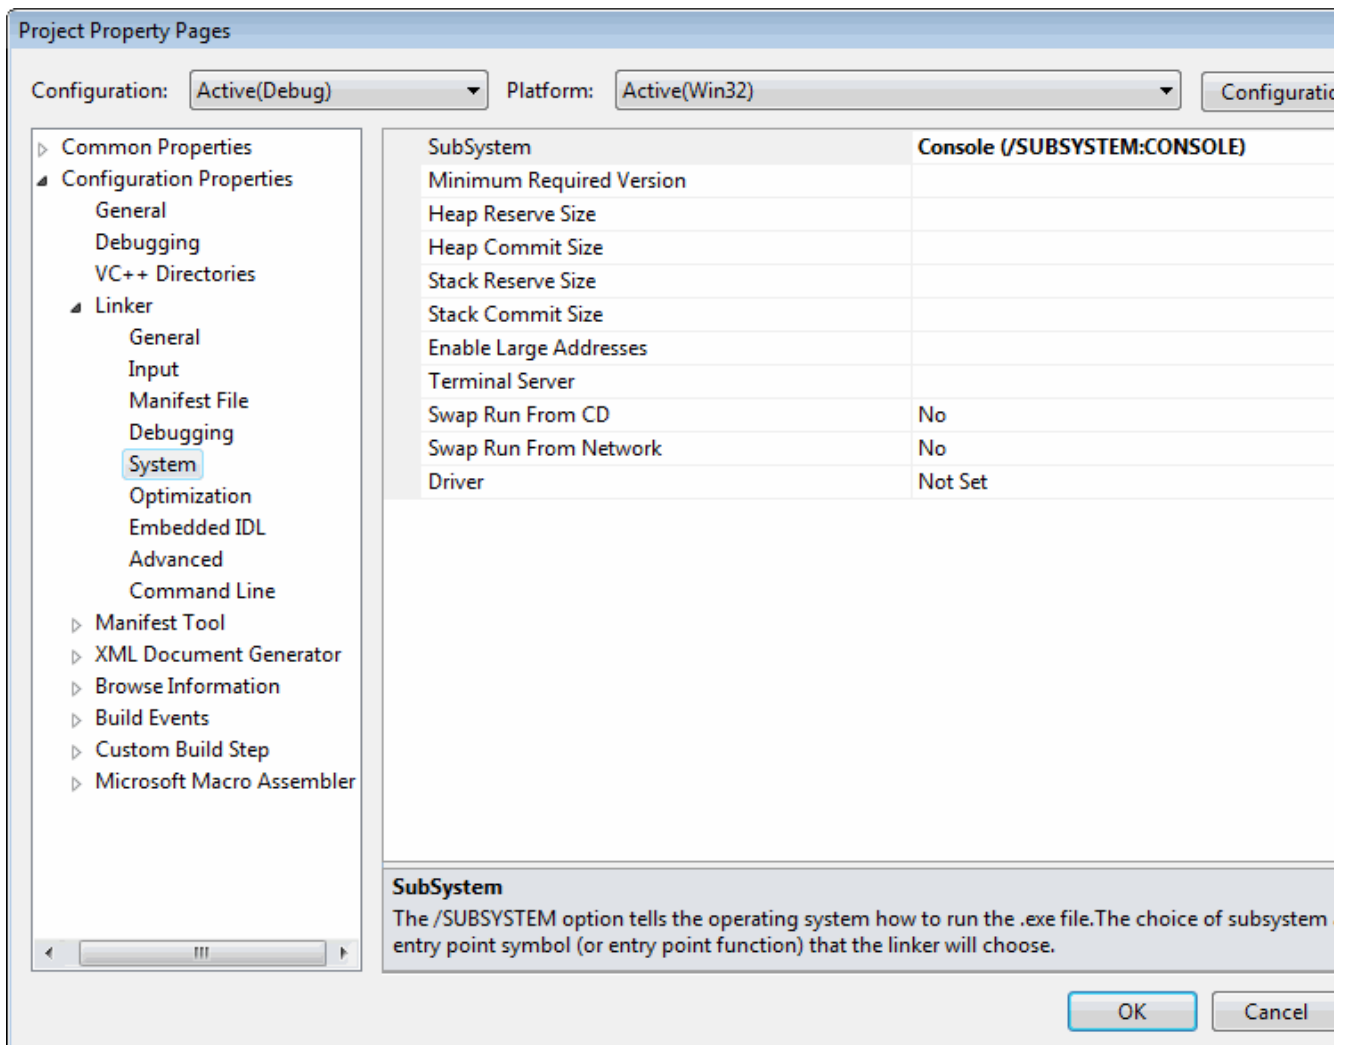 Project Property Pages
Configuration: Active(Debug) Platform: Active(Win32)
Common Properties
Configuration Properties
General
Debugging
VC++ Directories
Linker
General
Input
Manifest File
Debugging
System
Optimization
Embedded IDL
Advanced
Command Line
Manifest Tool
XML Document Generator
Browse Information
Build Events
Custom Build Step
Microsoft Macro Assembler
SubSystem Console (/SUBSYSTEM:CONSOLE)
Minimum Required Version
Heap Reserve Size
Heap Commit Size
Stack Reserve Size
Stack Commit Size
Enable Large Addresses
Terminal Server
Swap Run From CD No
Swap Run From Network No
Driver Not Set
SubSystem
The /SUBSYSTEM option tells the operating system how to run the .exe file.The choice of subsystem
entry point symbol (or entry point function) that the linker will choose.
OK Cancel